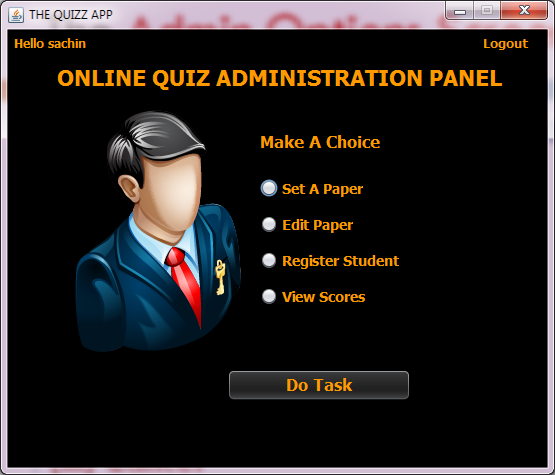 THE QUIZZ APP
Hello sachin
Logout
ONLINE QUIZ ADMINISTRATION PANEL
Make A Choice
Set A Paper
Edit Paper
Register Student
View Scores
Do Task